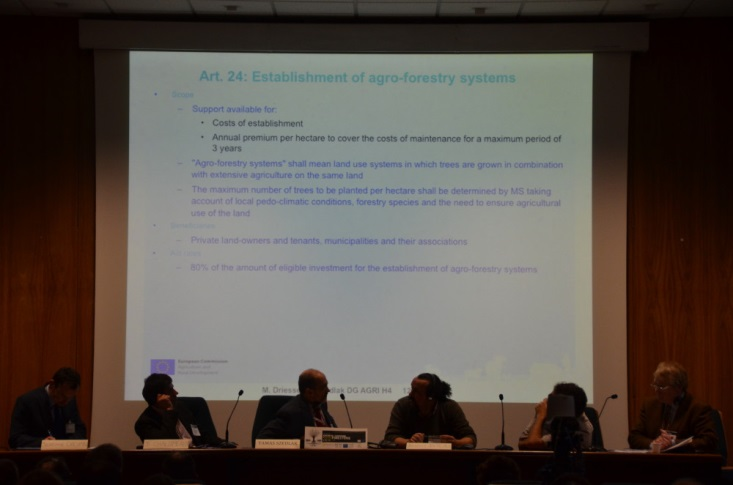 Art. 24: Establishment of agro-forestry systems
• Scope
– Support available for:
• Costs of establishment
• Annual premium per hectare to cover the costs of maintenance for a maximum period of
3 years
– "Agro-forestry systems" shall mean land use systems in which trees are grown in combination
with extensive agriculture on the same land
– The maximum number of trees to be planted per hectare shall be determined by MS taking
account of local pedo-climatic conditions, forestry species and the need to ensure agricultural
use of the land
• Beneficiaries
– Private land-owners and tenants, municipalities and their associations
•
– 80% of the amount of eligible investment for the establishment of agro-forestry systems
European Commission
Agriculture and
DG AGRI H4